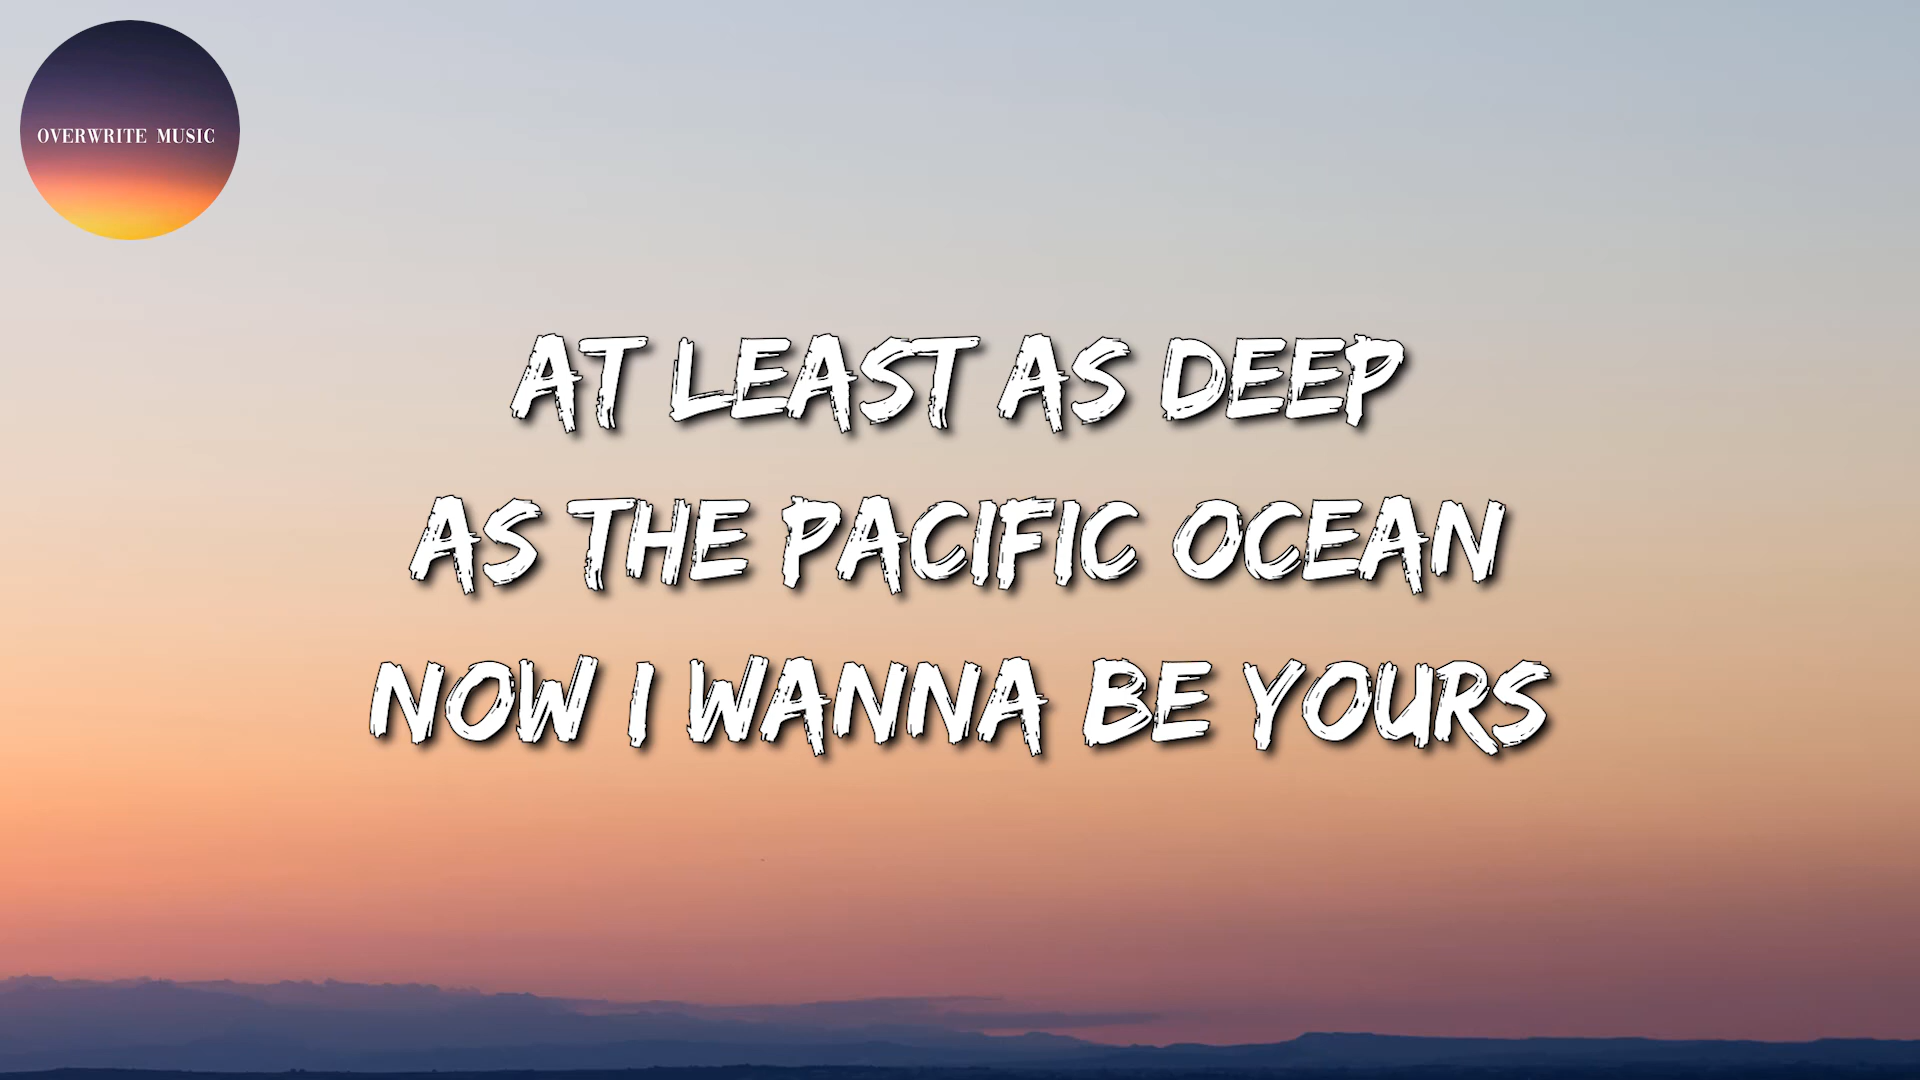 OVERWRITE MUSIC
AT LEAST AS DEEP
AS THE PACIFIC OCEAN
NOW I WANNA BE YOURS